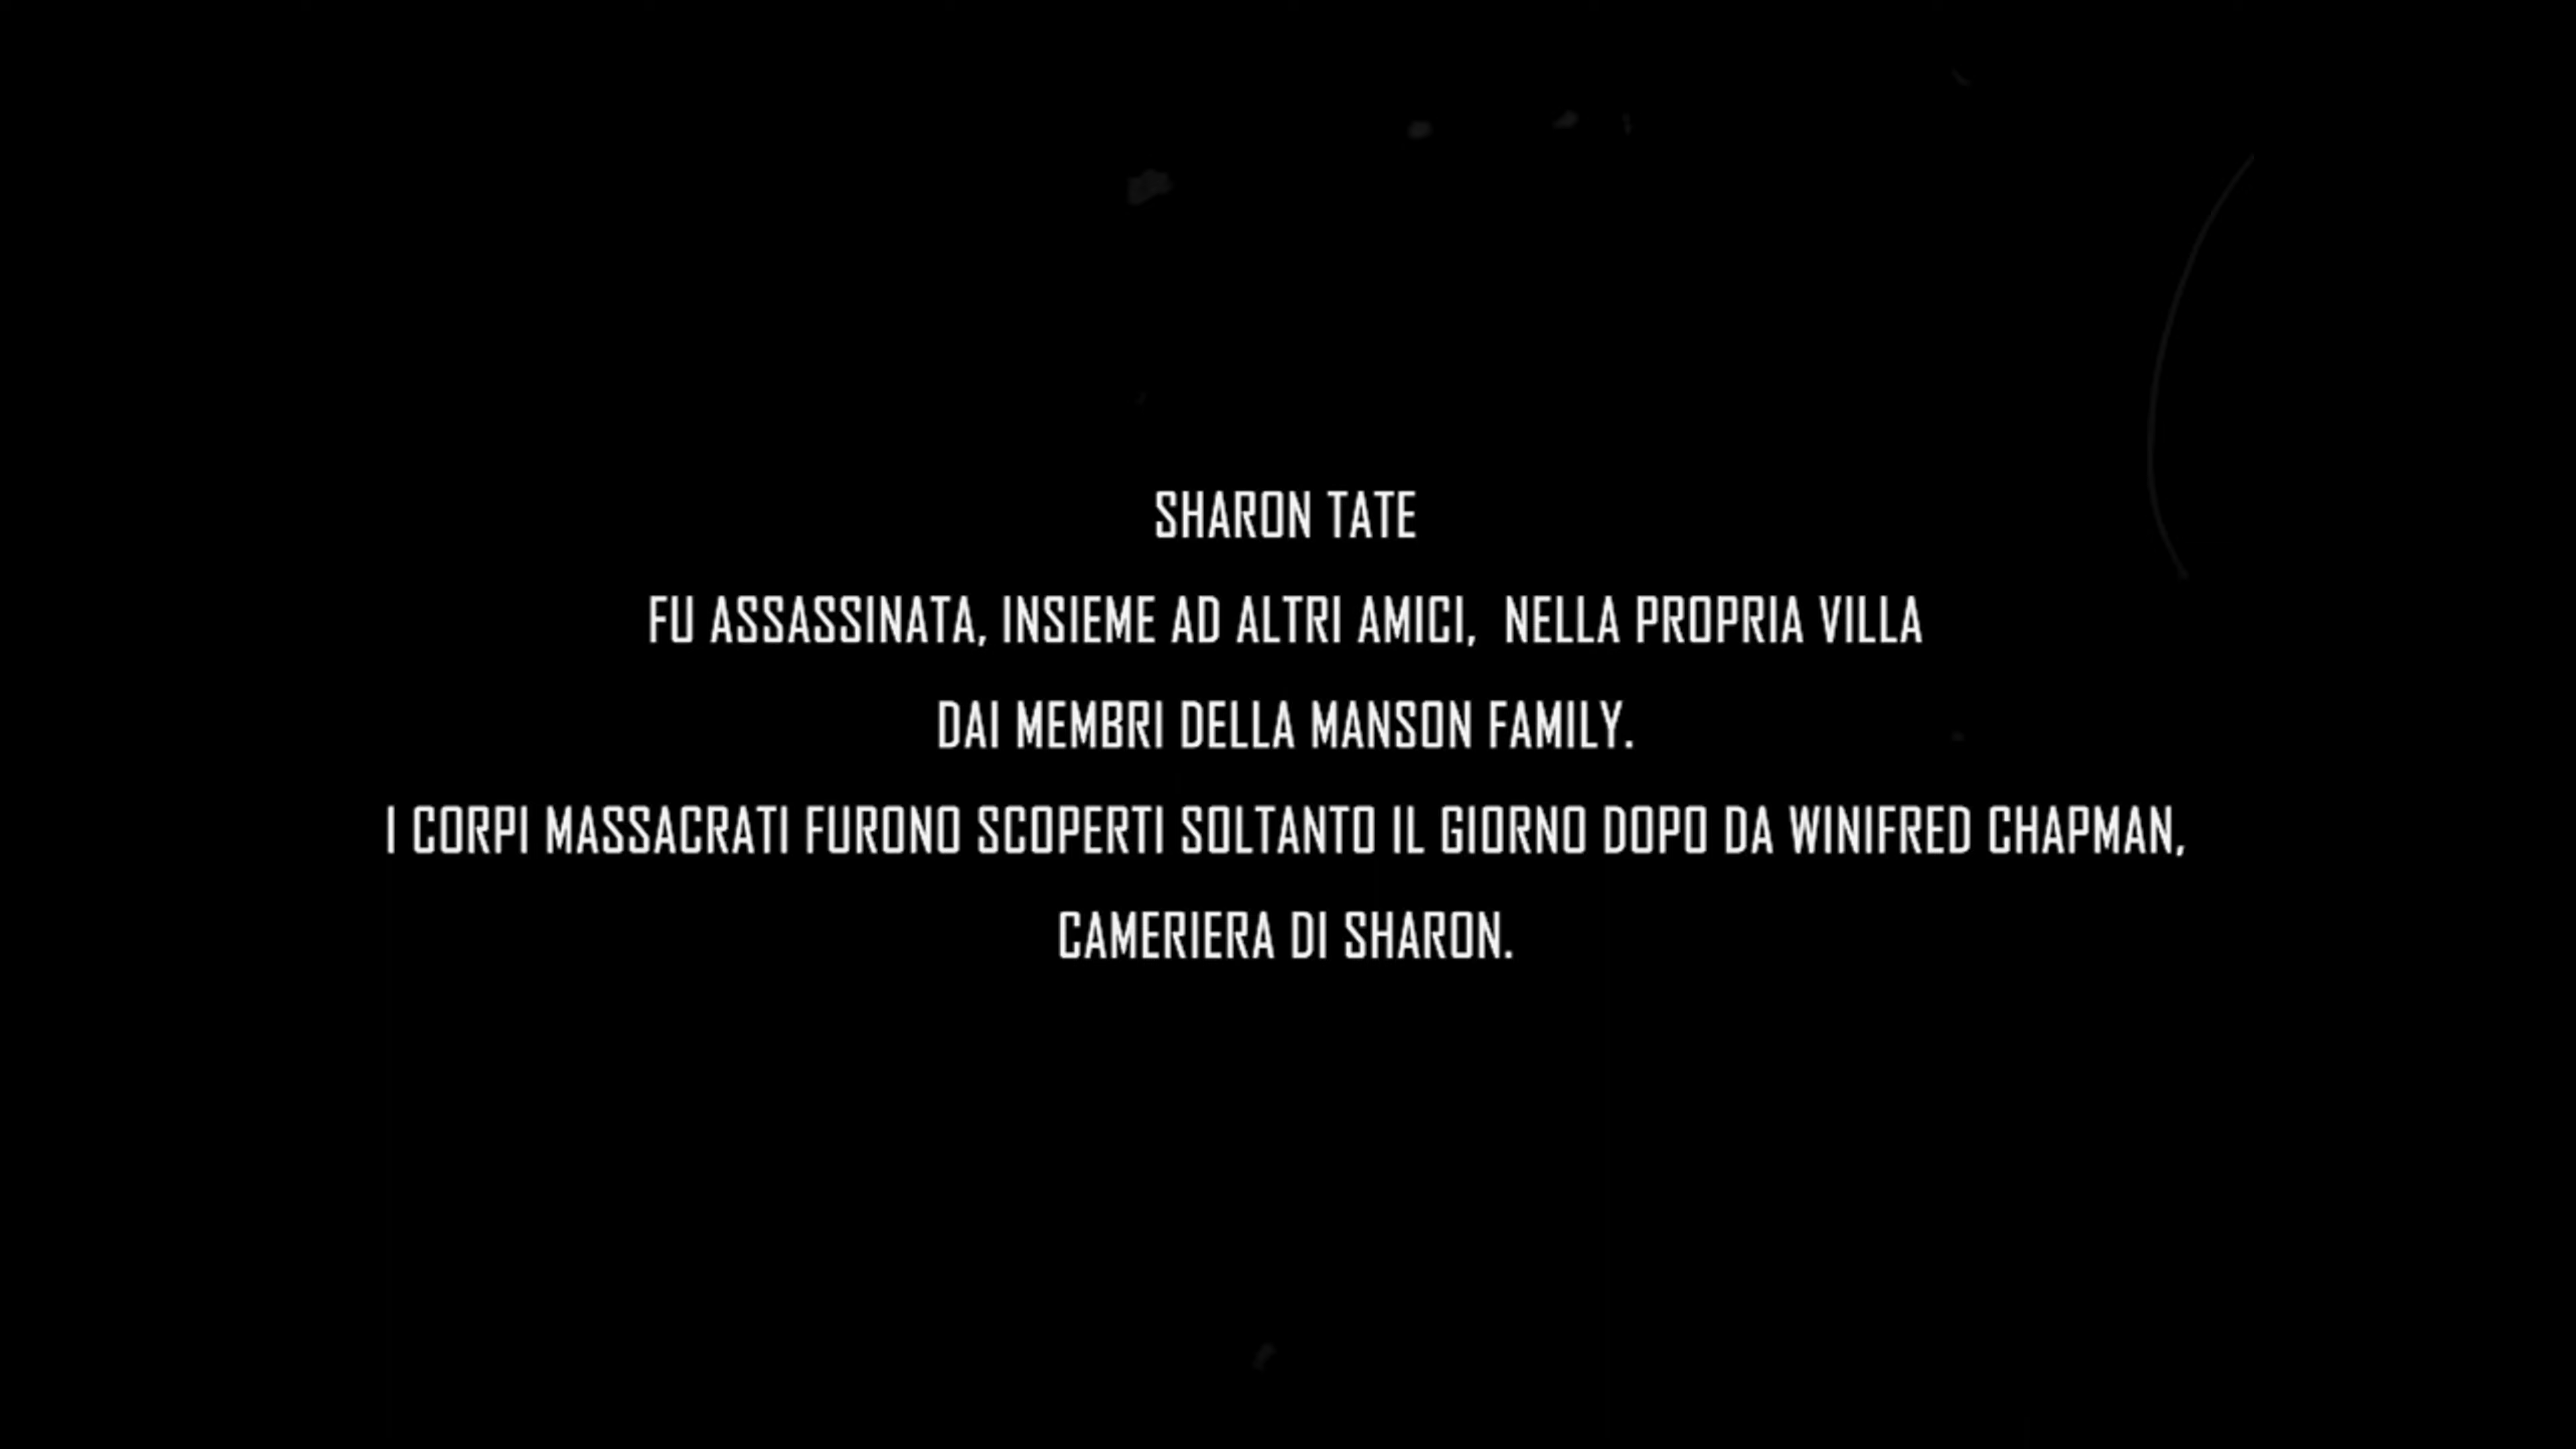 SHARON TATE
FU ASSASSINATA, INSIEME AD ALTRI AMICI,  NELLA PROPRIA VILLA
DAI MEMBRI DELLA MANSON FAMILY.
I CORPI MASSACRATI FURONO SCOPERTI SOLTANTO IL GIORNO DOPO DA WINIFRED CHAPMAN,
CAMERIERA DI SHARON.